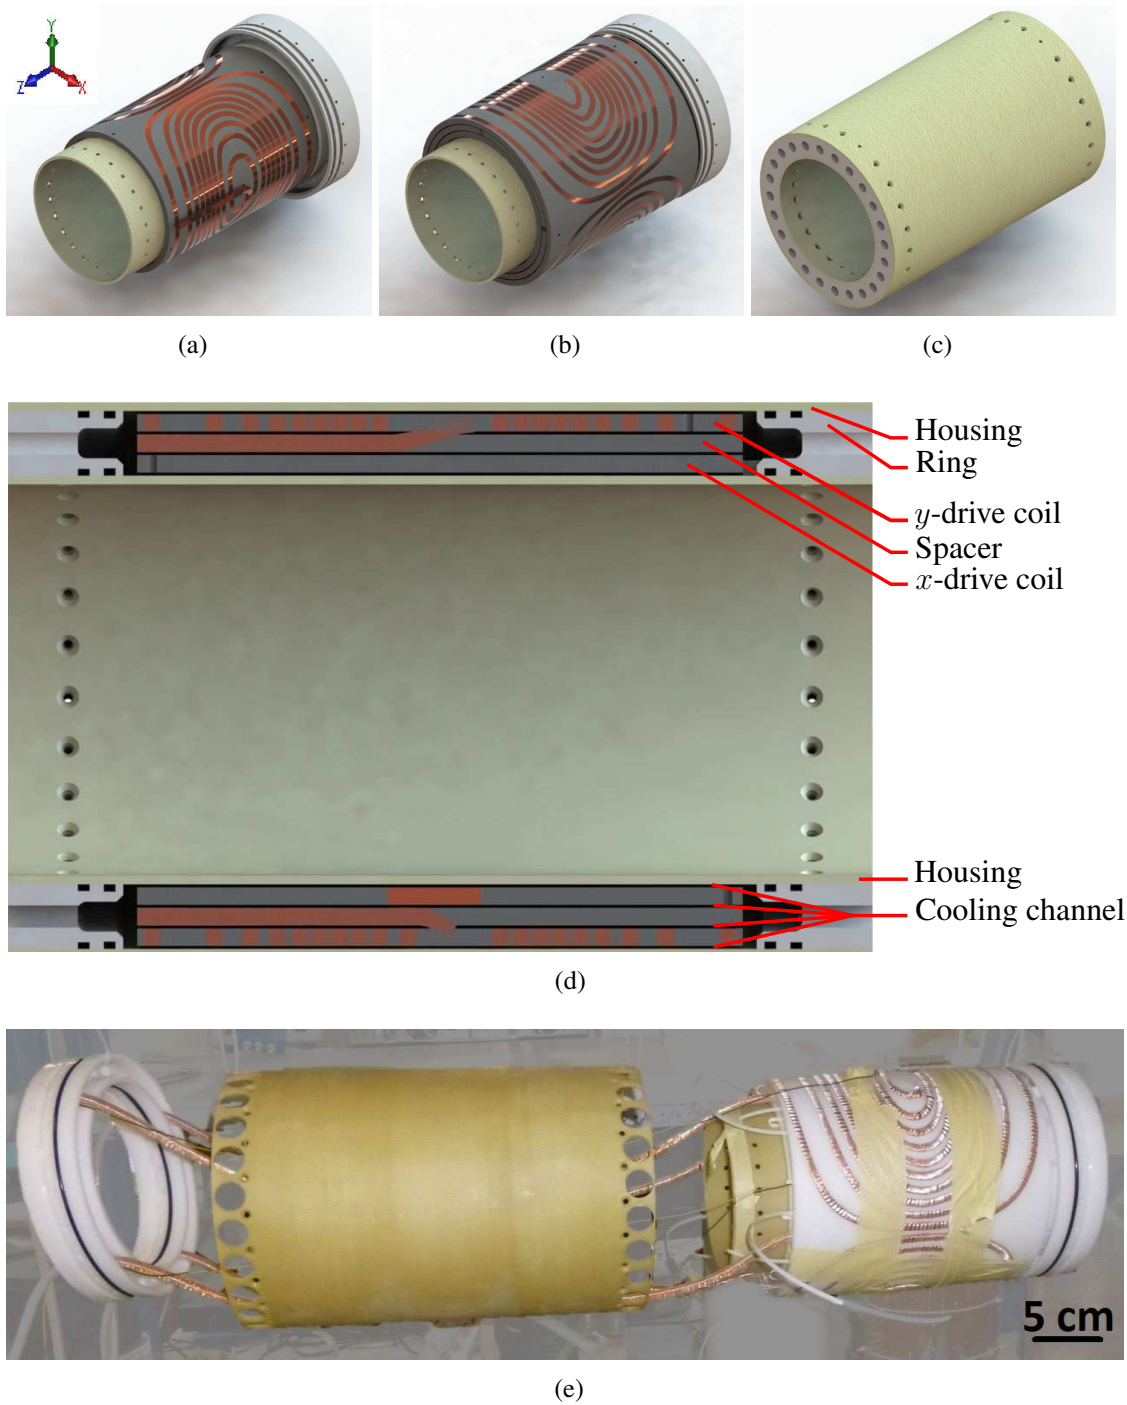 Y
Z
X
(a)
(b)
(c)
Housing
Ring
y-drive coil
Spacer
x-drive coil
Housing
Cooling channel
(d)
5 cm
(e)